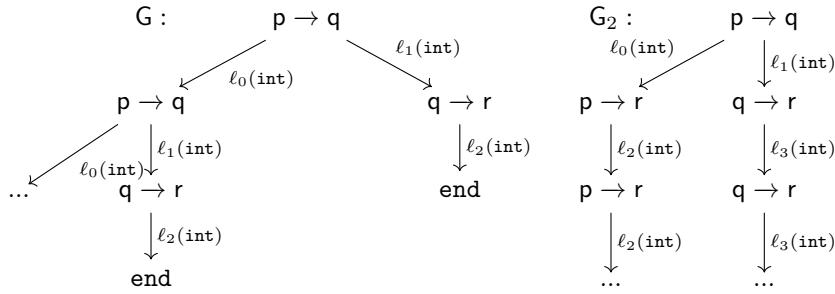 G : p → q G₂ : p → q
ℓ₀(int) ℓ₁(int) ℓ₀(int) ℓ₁(int)
p → q q → r p → r q → r
ℓ₀(int) ℓ₁(int) ℓ₂(int) ℓ₂(int) ℓ₃(int)
... q → r end p → r q → r
ℓ₂(int) ℓ₂(int) ℓ₃(int)
end ... ...